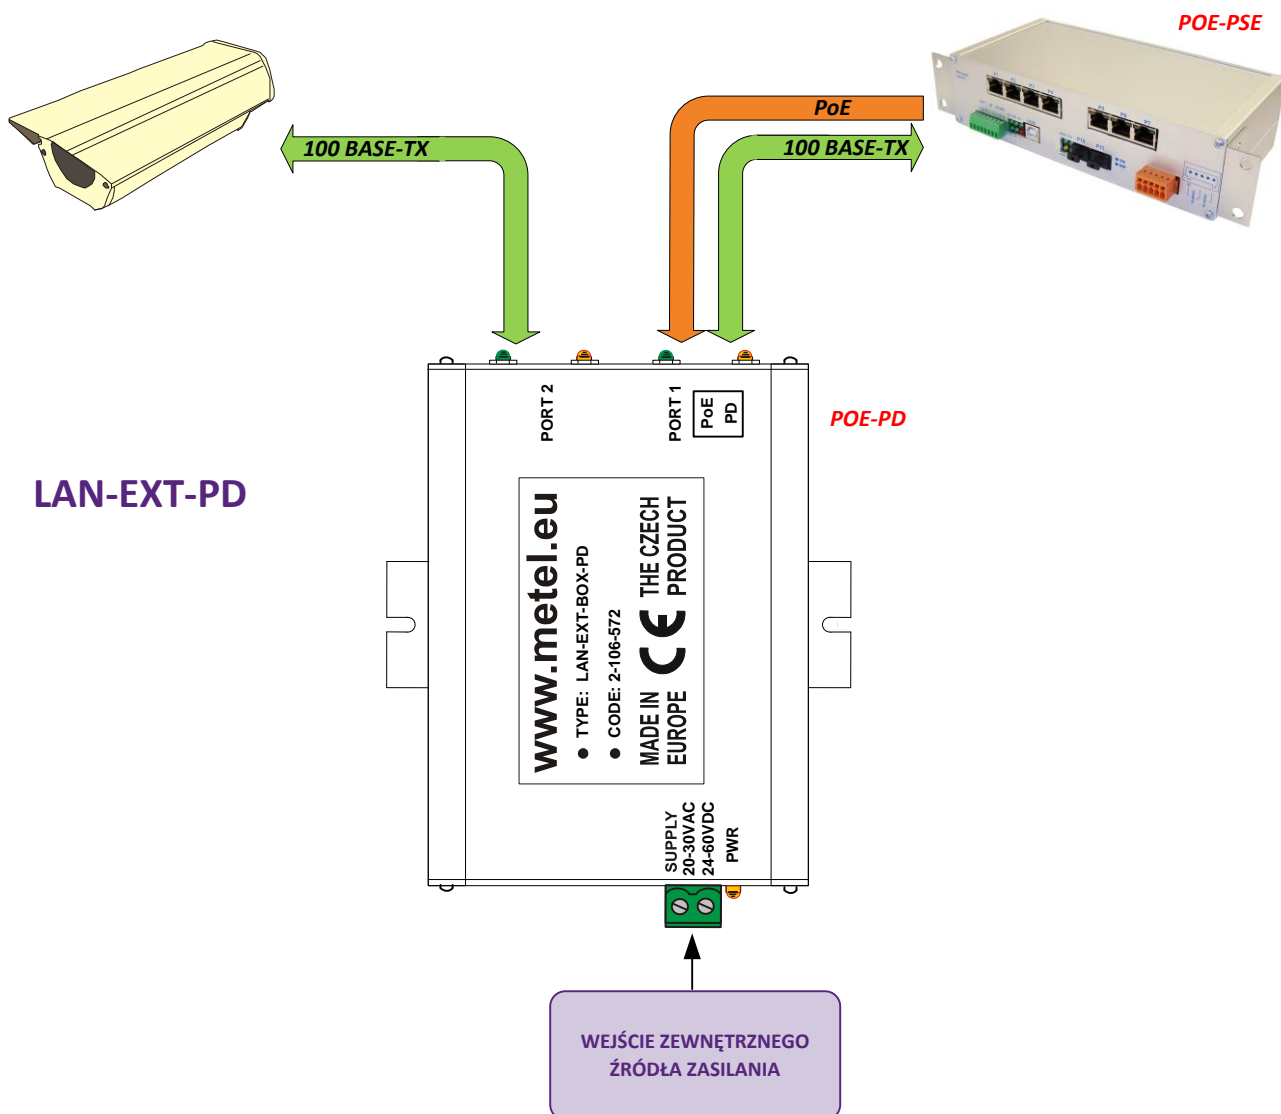 POE-PSE
PoE
100 BASE-TX
100 BASE-TX
PORT 2
PORT 1
PoE
PD
POE-PD
LAN-EXT-PD
www.metel.eu
• TYPE: LAN-EXT-BOX-PD
• CODE: 2-106-572
MADE IN
EUROPE
CE
THE CZECH
PRODUCT
SUPPLY
20-30VAC
24-60VDC
PWR
WEJŚCIE ZEWNĘTRZNEGO
ŹRÓDŁA ZASILANIA